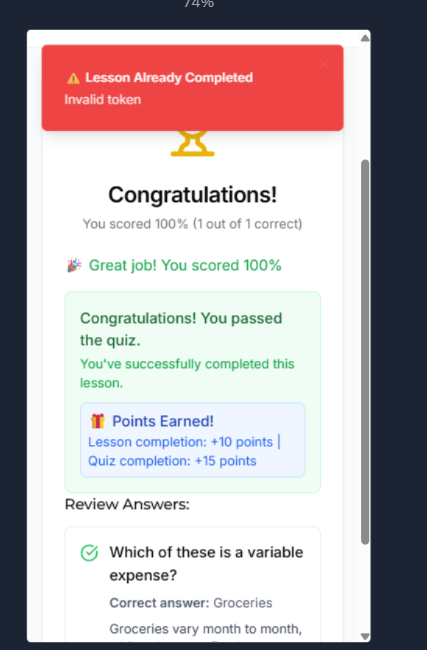 74%
⚠️ Lesson Already Completed
Invalid token
Congratulations!
You scored 100% (1 out of 1 correct)
🎉 Great job! You scored 100%
Congratulations! You passed
the quiz.
You've successfully completed this
lesson.
🎁 Points Earned!
Lesson completion: +10 points |
Quiz completion: +15 points
Review Answers:
Which of these is a variable
expense?
Correct answer: Groceries
Groceries vary month to month,